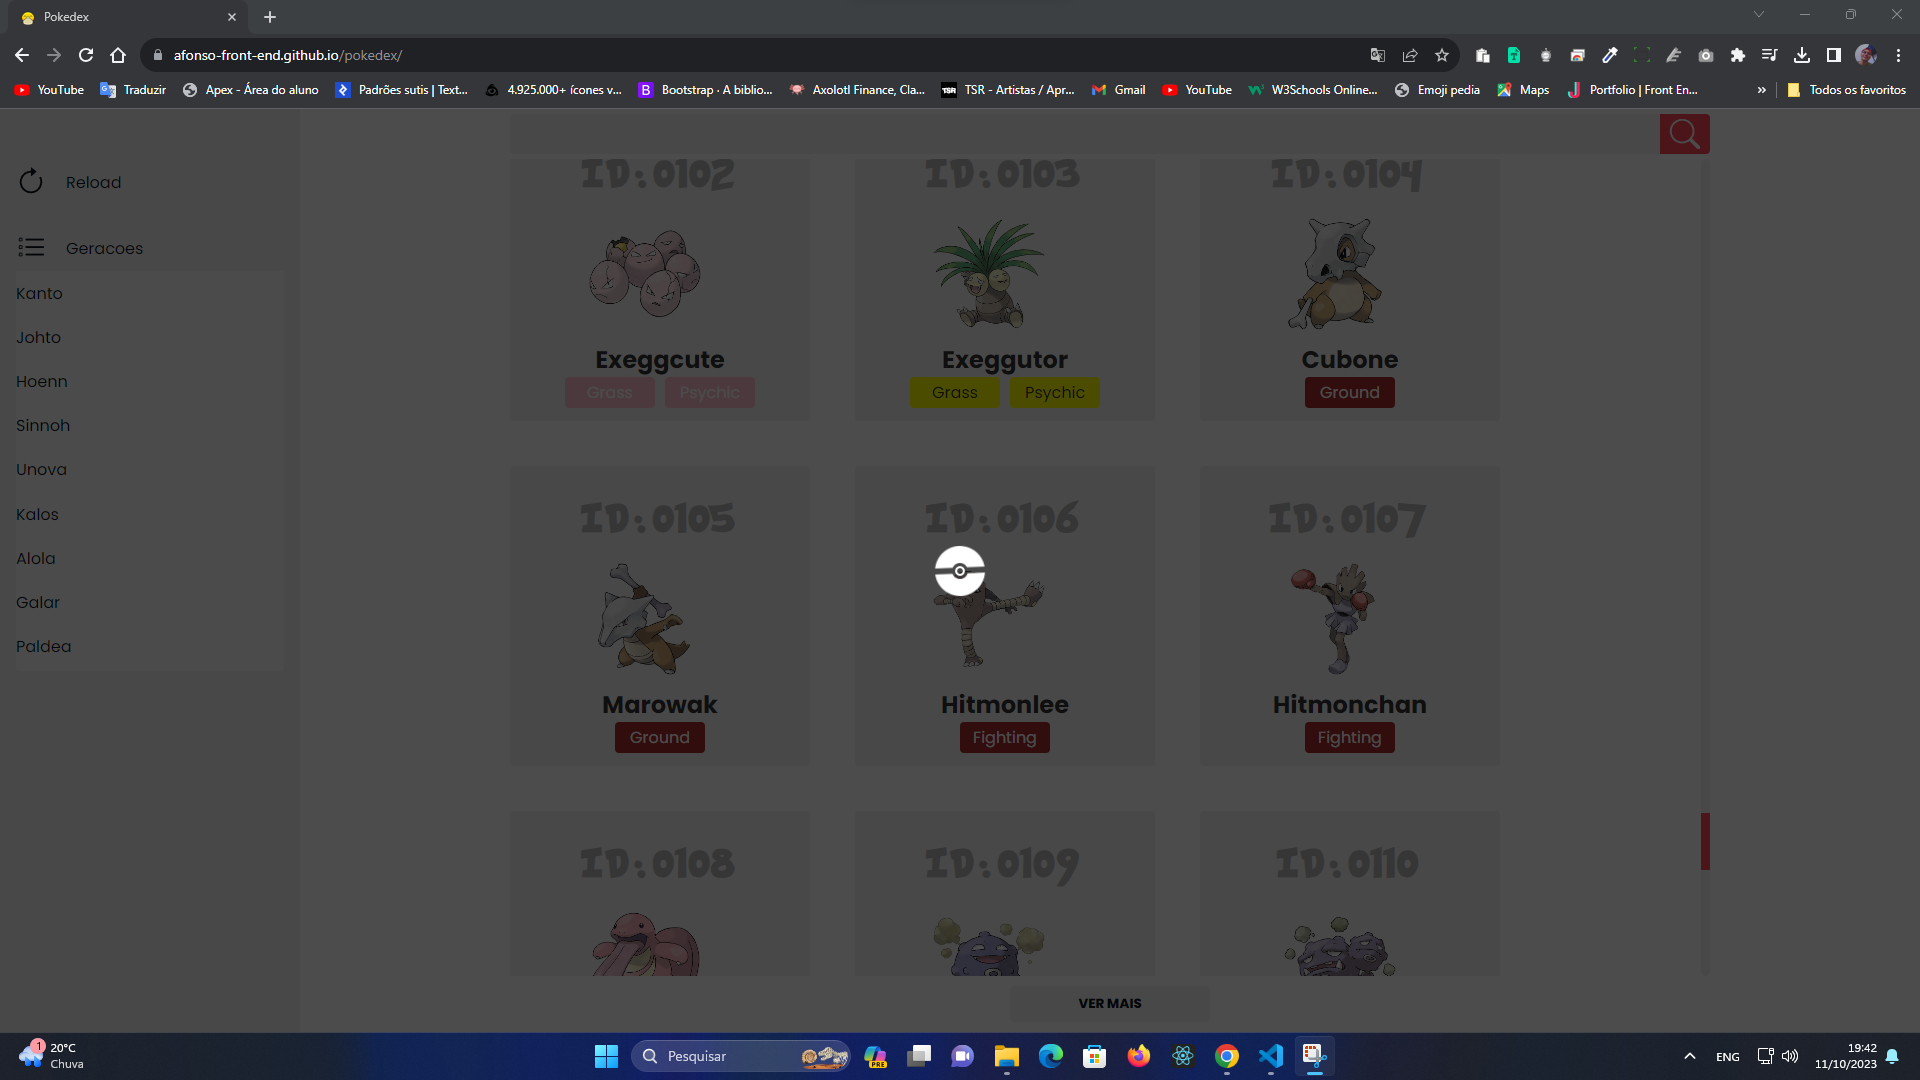 Pokedex
afonso-front-end.github.io/pokedex/
YouTube
Traduzir
Apex - Área do aluno
Padrões sutis | Text...
4.925.000+ ícones v...
Bootstrap · A biblio...
Axolotl Finance, Cla...
TSR - Artistas / Apr...
Gmail
YouTube
W3Schools Online...
Emoji pedia
Maps
Portfolio | Front En...
»
Todos os favoritos
Reload
Geracoes
Kanto
Johto
Hoenn
Sinnoh
Unova
Kalos
Alola
Galar
Paldea
ID:0102
Exeggcute
Grass Psychic
ID:0103
Exeggutor
Grass Psychic
ID:0104
Cubone
Ground
ID:0105
Marowak
Ground
ID:0106
Hitmonlee
Fighting
ID:0107
Hitmonchan
Fighting
ID:0108
ID:0109
ID:0110
VER MAIS
1
20°C
Chuva
Pesquisar
PRE
ENG
19:42
11/10/2023